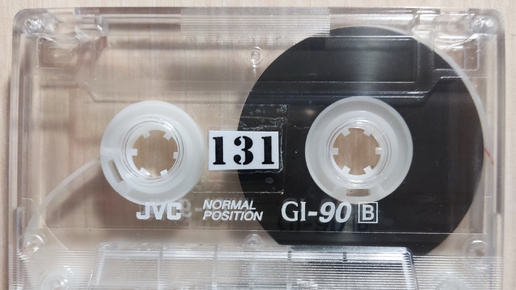 131
JVC NORMAL POSITION GI-90 B